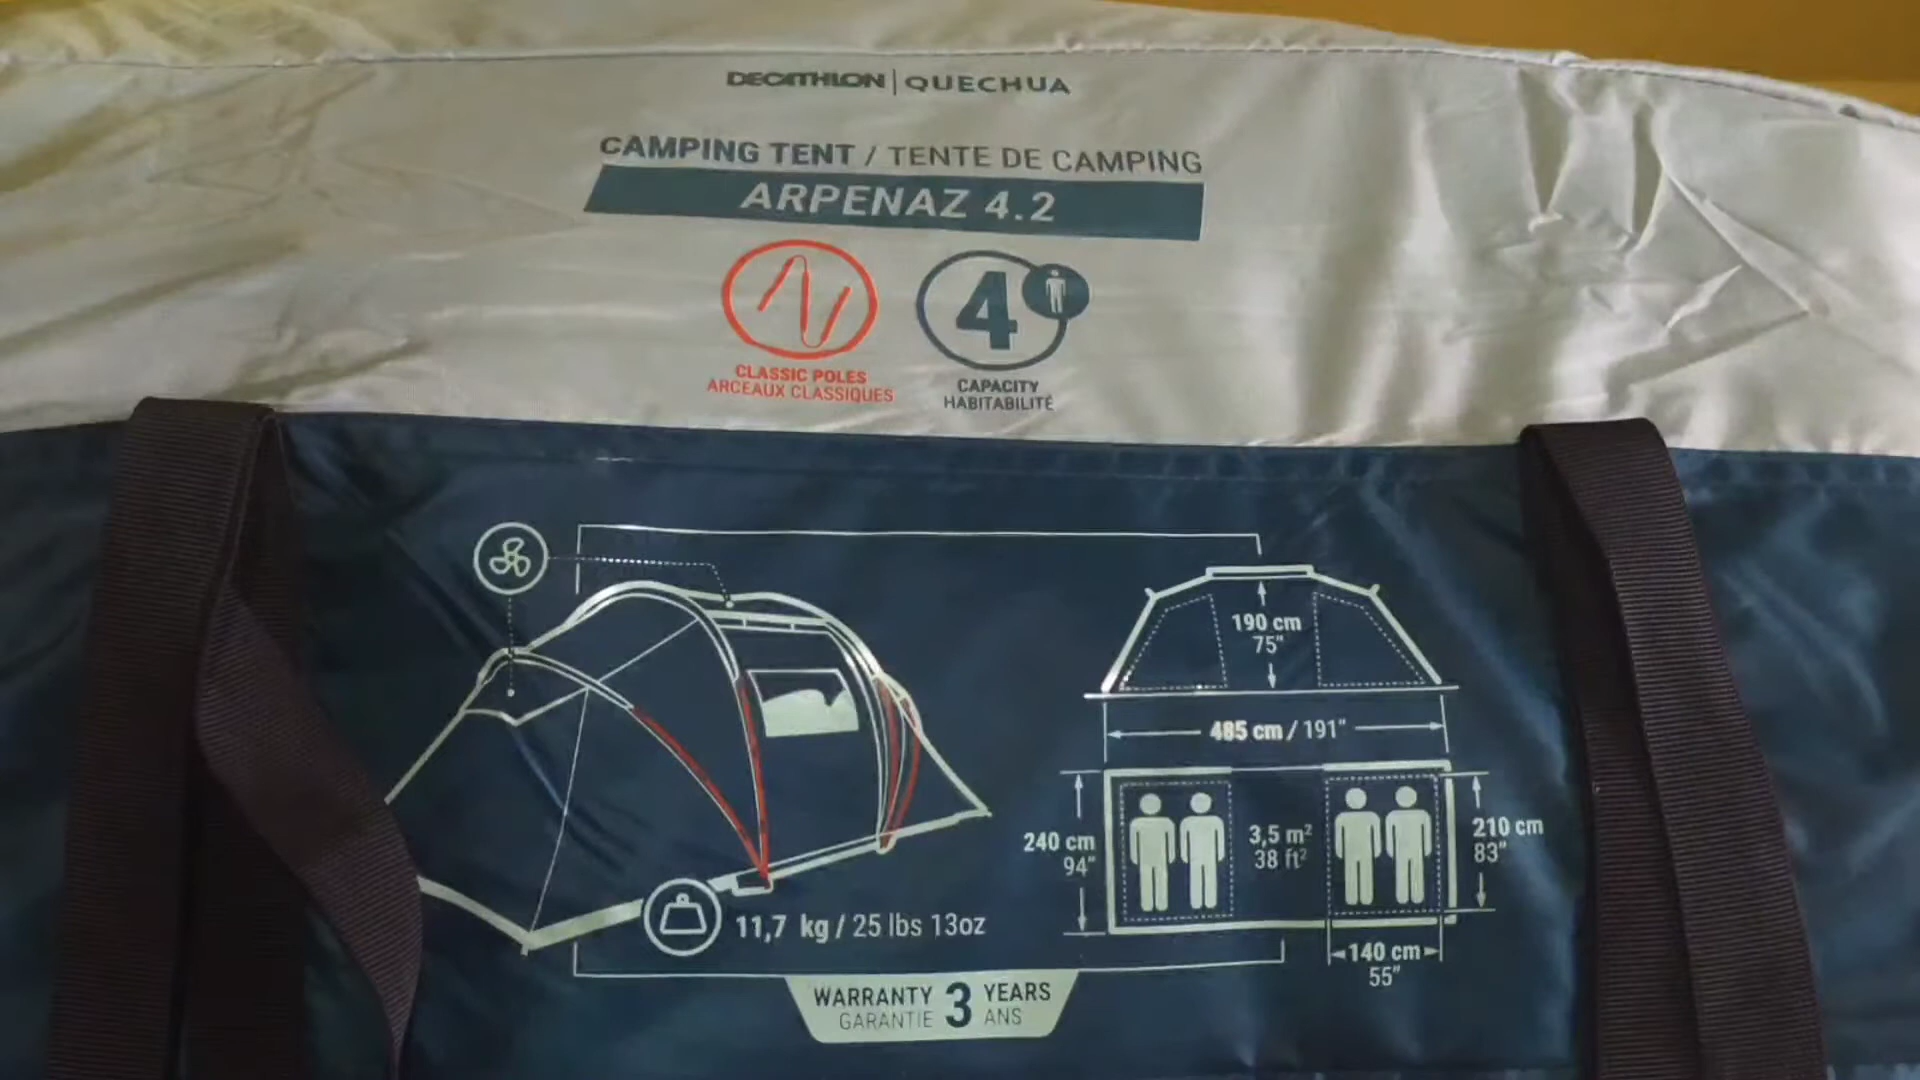 DECATHLON | QUECHUA
CAMPING TENT / TENTE DE CAMPING
ARPENAZ 4.2
CLASSIC POLES
ARCEAUX CLASSIQUES
4
CAPACITY
HABITABILITÉ
190 cm
75"
485 cm / 191"
240 cm
94"
3,5 m²
38 ft²
210 cm
83"
140 cm
55"
11,7 kg / 25 lbs 13oz
WARRANTY 3 YEARS
GARANTIE ANS